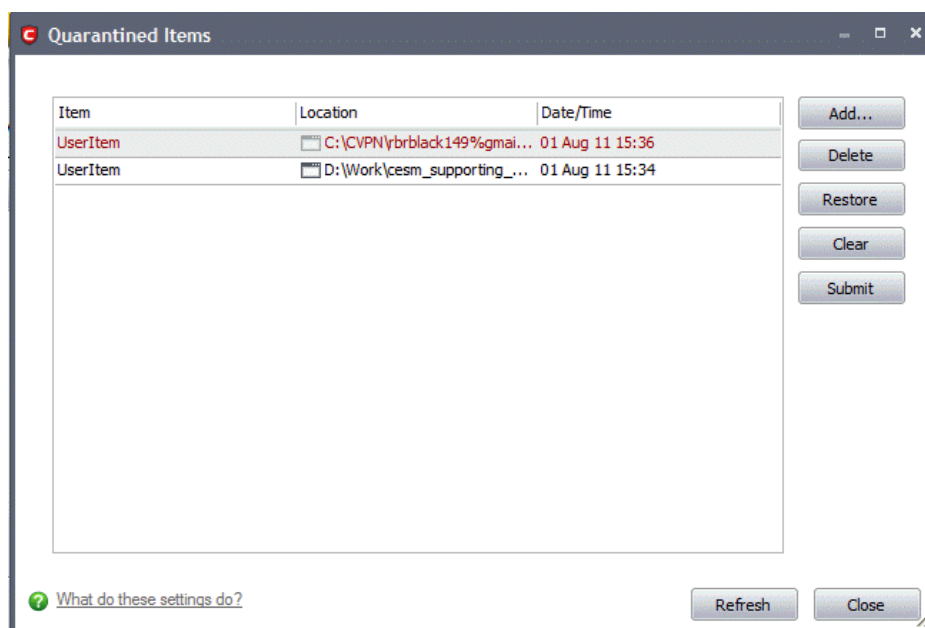 Quarantined Items
Item Location Date/Time
UserItem C:\CVPN\rbrblack149%gmai... 01 Aug 11 15:36
UserItem D:\Work\cesm_supporting_... 01 Aug 11 15:34
Add...
Delete
Restore
Clear
Submit
What do these settings do?
Refresh Close